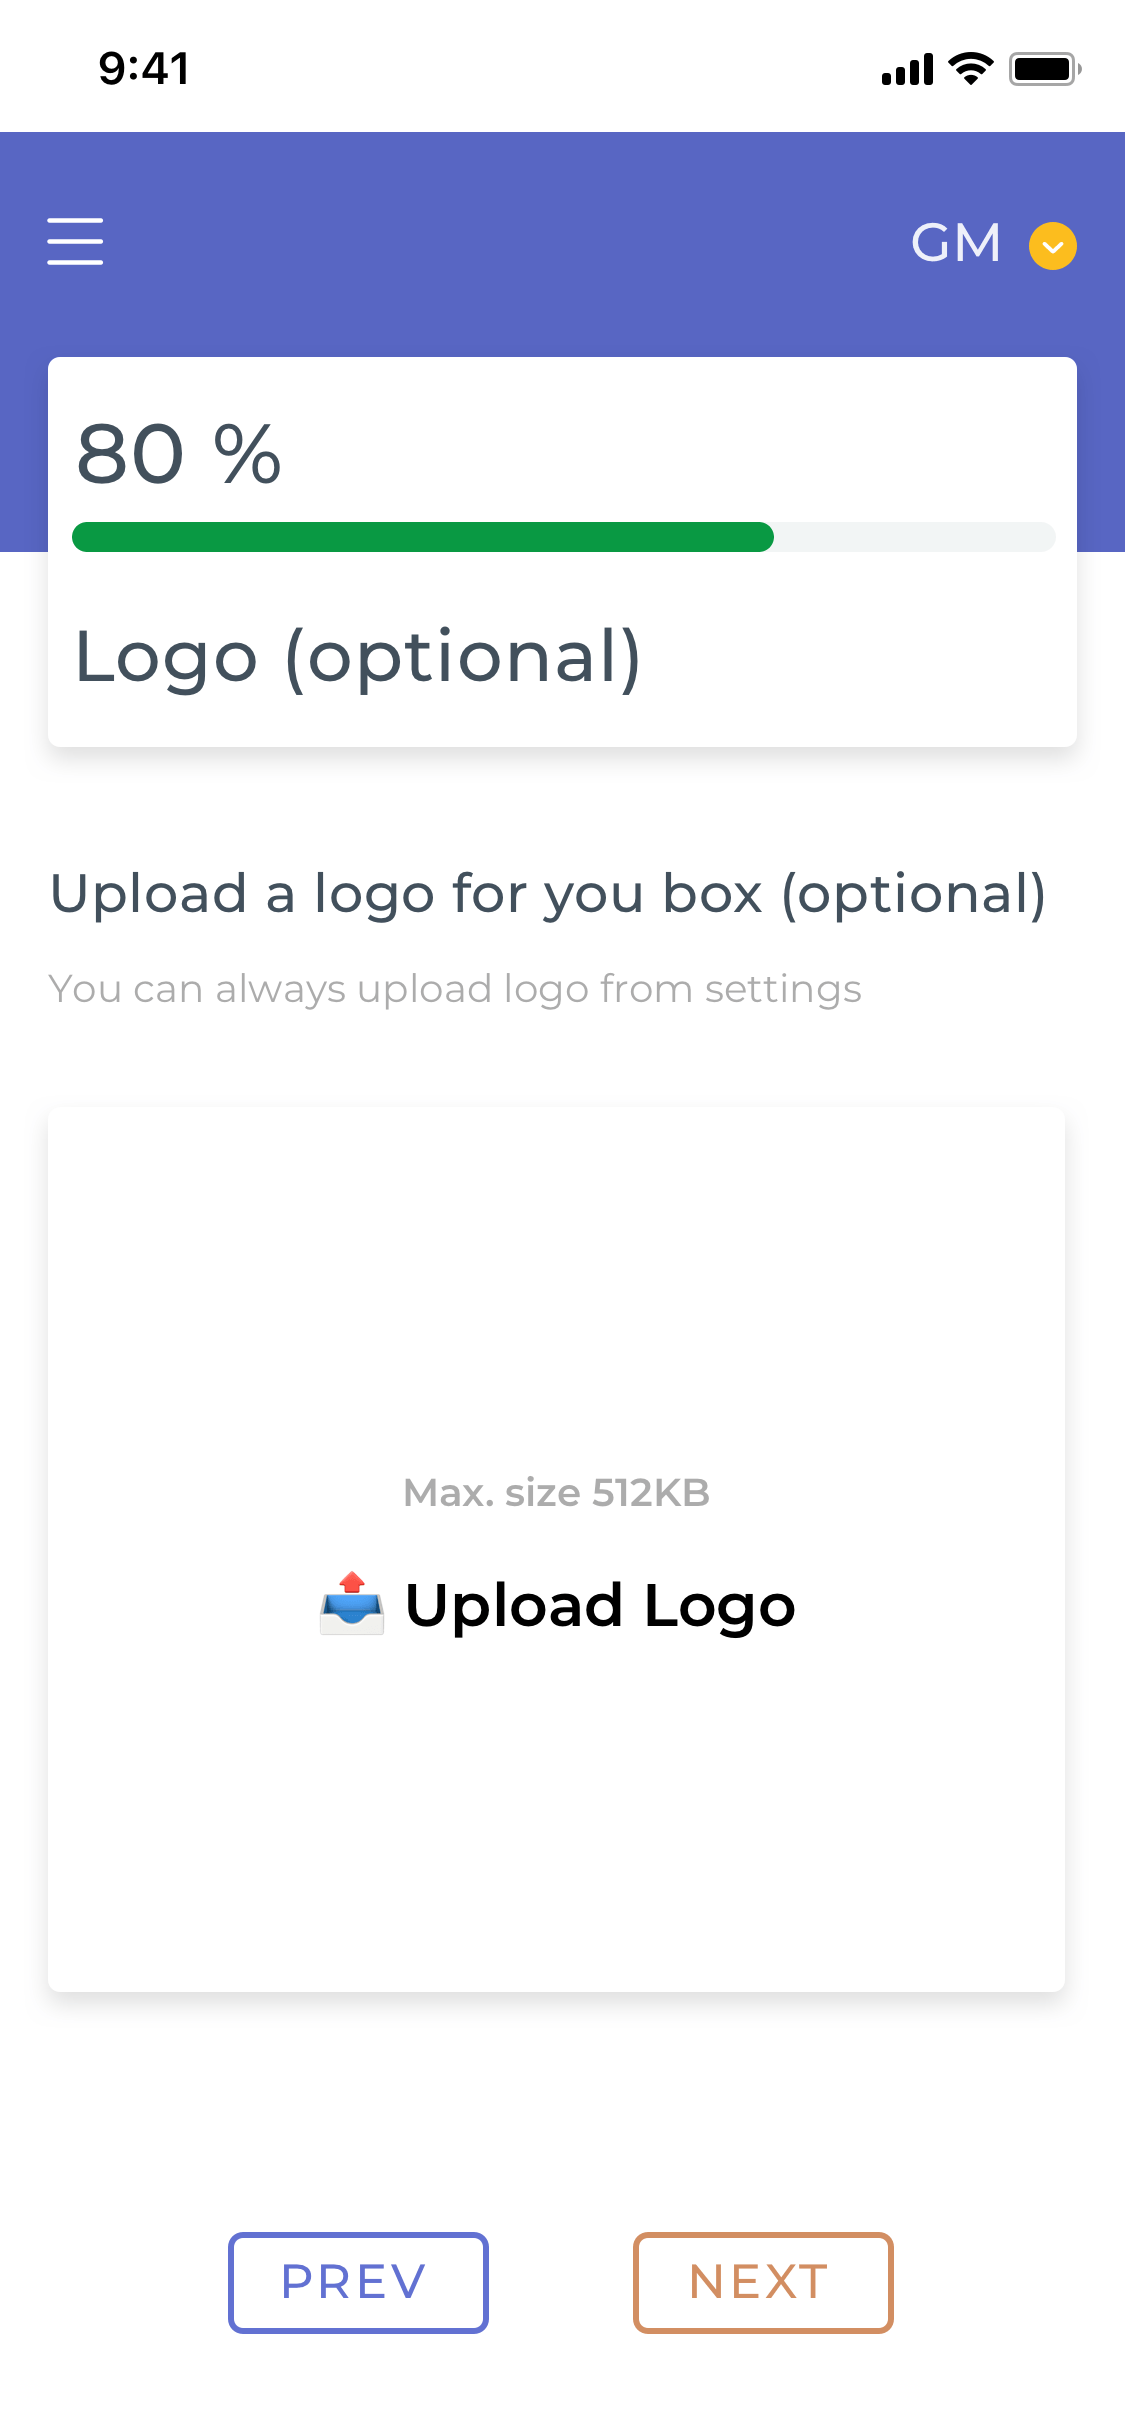 9:41
GM
80 %
Logo (optional)
Upload a logo for you box (optional)
You can always upload logo from settings
Max. size 512KB
📤 Upload Logo
PREV
NEXT